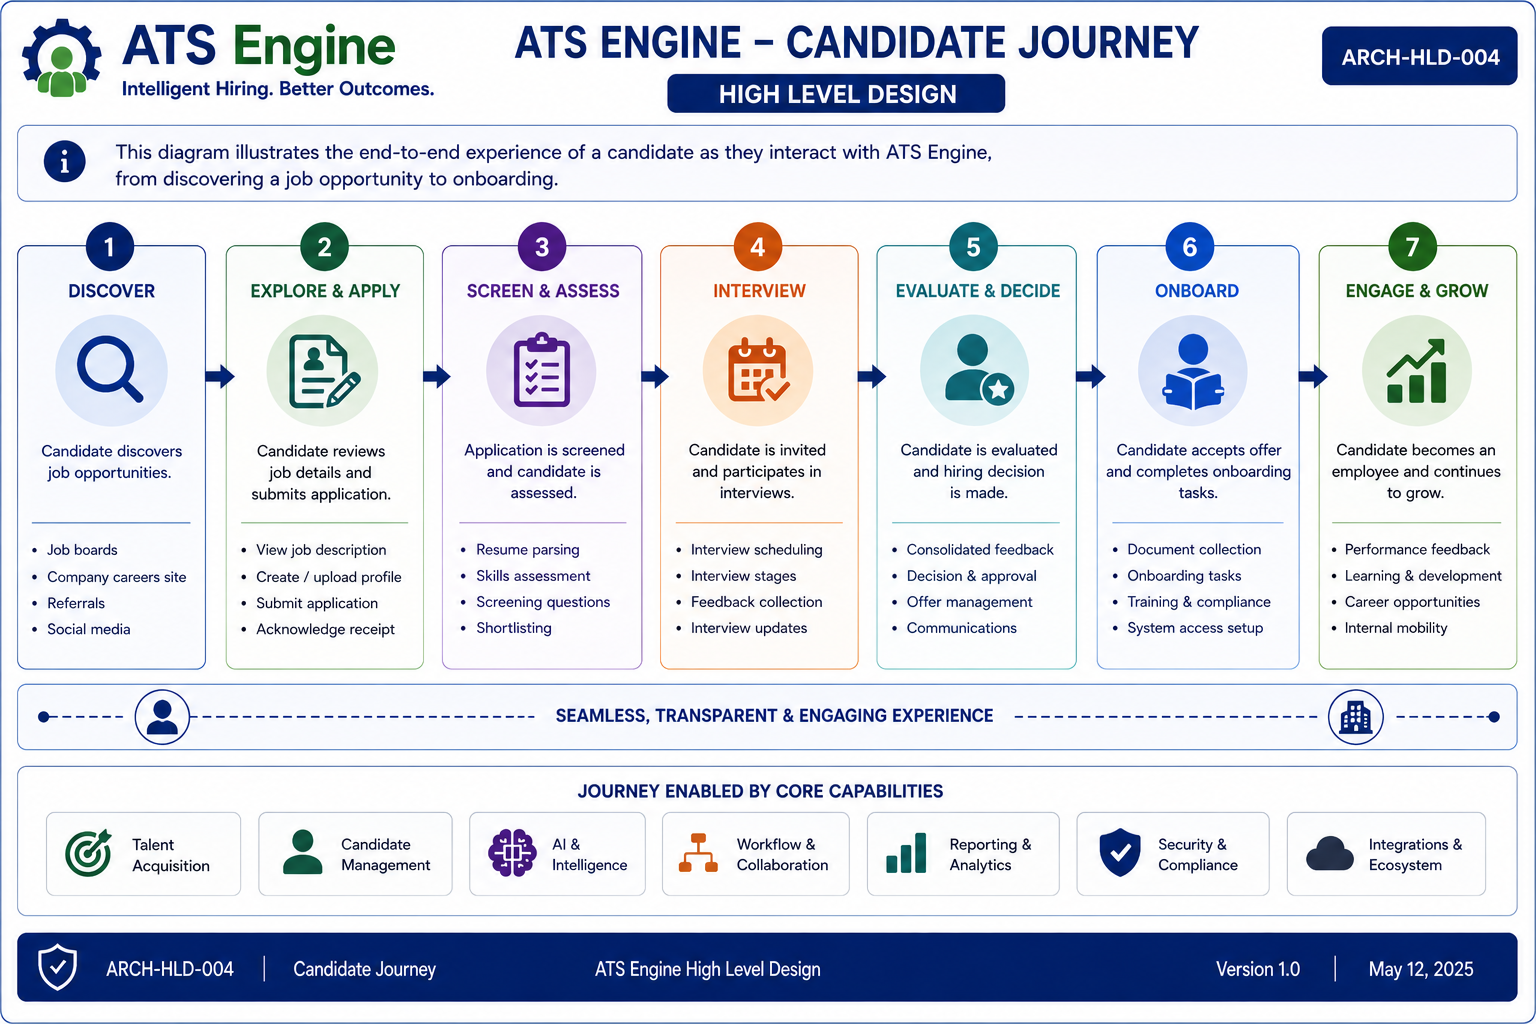 ATS Engine
Intelligent Hiring. Better Outcomes.
ATS ENGINE – CANDIDATE JOURNEY
HIGH LEVEL DESIGN
ARCH-HLD-004
i
This diagram illustrates the end-to-end experience of a candidate as they interact with ATS Engine,
from discovering a job opportunity to onboarding.
1
DISCOVER
Candidate discovers
job opportunities.
• Job boards
• Company careers site
• Referrals
• Social media
2
EXPLORE & APPLY
Candidate reviews
job details and
submits application.
• View job description
• Create / upload profile
• Submit application
• Acknowledge receipt
3
SCREEN & ASSESS
Application is screened
and candidate is
assessed.
• Resume parsing
• Skills assessment
• Screening questions
• Shortlisting
4
INTERVIEW
Candidate is invited
and participates in
interviews.
• Interview scheduling
• Interview stages
• Feedback collection
• Interview updates
5
EVALUATE & DECIDE
Candidate is evaluated
and hiring decision
is made.
• Consolidated feedback
• Decision & approval
• Offer management
• Communications
6
ONBOARD
Candidate accepts offer
and completes onboarding
tasks.
• Document collection
• Onboarding tasks
• Training & compliance
• System access setup
7
ENGAGE & GROW
Candidate becomes an
employee and continues
to grow.
• Performance feedback
• Learning & development
• Career opportunities
• Internal mobility
SEAMLESS, TRANSPARENT & ENGAGING EXPERIENCE
JOURNEY ENABLED BY CORE CAPABILITIES
Talent
Acquisition
Candidate
Management
AI &
Intelligence
Workflow &
Collaboration
Reporting &
Analytics
Security &
Compliance
Integrations &
Ecosystem
ARCH-HLD-004
Candidate Journey
ATS Engine High Level Design
Version 1.0
May 12, 2025